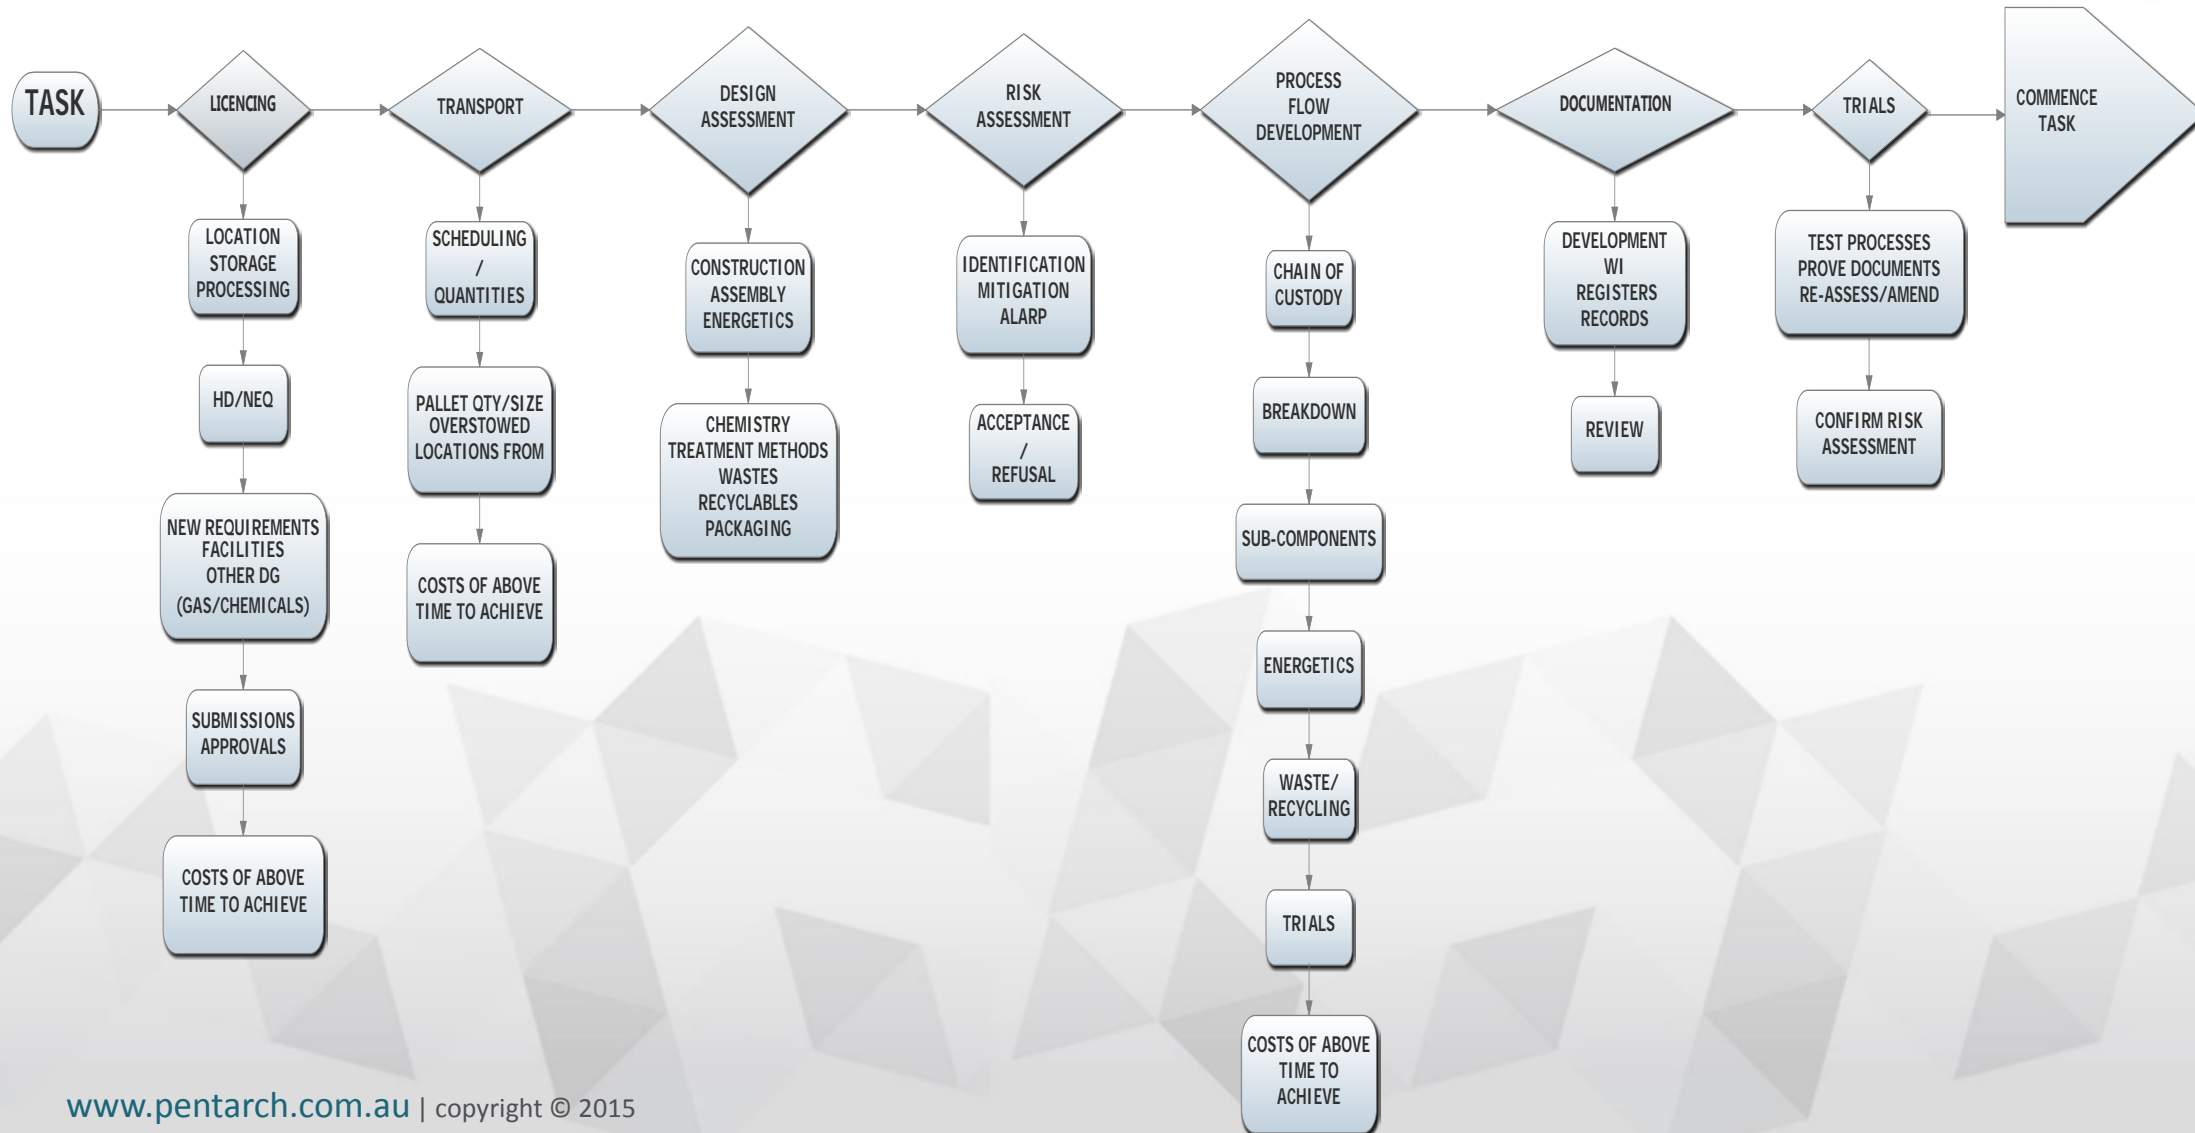 TASK
LICENCING
TRANSPORT
DESIGN
ASSESSMENT
RISK
ASSESSMENT
PROCESS
FLOW
DEVELOPMENT
DOCUMENTATION
TRIALS
COMMENCE
TASK
LOCATION
STORAGE
PROCESSING
HD/NEQ
NEW REQUIREMENTS
FACILITIES
OTHER DG
(GAS/CHEMICALS)
SUBMISSIONS
APPROVALS
COSTS OF ABOVE
TIME TO ACHIEVE
SCHEDULING
/
QUANTITIES
PALLET QTY/SIZE
OVERSTOWED
LOCATIONS FROM
COSTS OF ABOVE
TIME TO ACHIEVE
CONSTRUCTION
ASSEMBLY
ENERGETICS
CHEMISTRY
TREATMENT METHODS
WASTES
RECYCLABLES
PACKAGING
IDENTIFICATION
MITIGATION
ALARP
ACCEPTANCE
/
REFUSAL
CHAIN OF
CUSTODY
BREAKDOWN
SUB-COMPONENTS
ENERGETICS
WASTE/
RECYCLING
TRIALS
COSTS OF ABOVE
TIME TO
ACHIEVE
DEVELOPMENT
WI
REGISTERS
RECORDS
REVIEW
TEST PROCESSES
PROVE DOCUMENTS
RE-ASSESS/AMEND
CONFIRM RISK
ASSESSMENT
www.pentarch.com.au | copyright © 2015